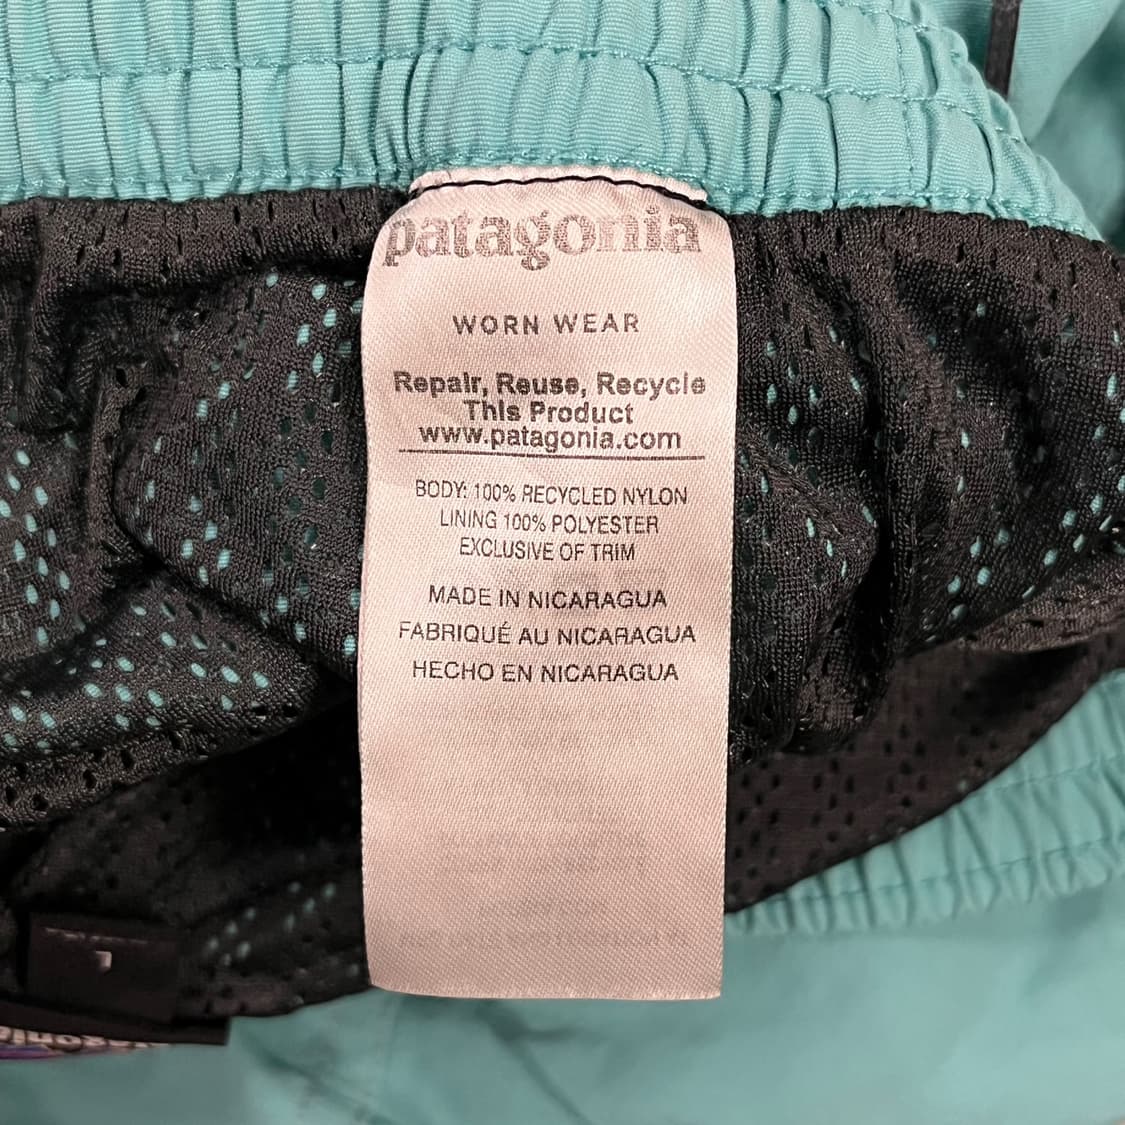 patagonia
WORN WEAR
Repair, Reuse, Recycle
This Product
www.patagonia.com
BODY: 100% RECYCLED NYLON
LINING 100% POLYESTER
EXCLUSIVE OF TRIM
MADE IN NICARAGUA
FABRIQUÉ AU NICARAGUA
HECHO EN NICARAGUA
L